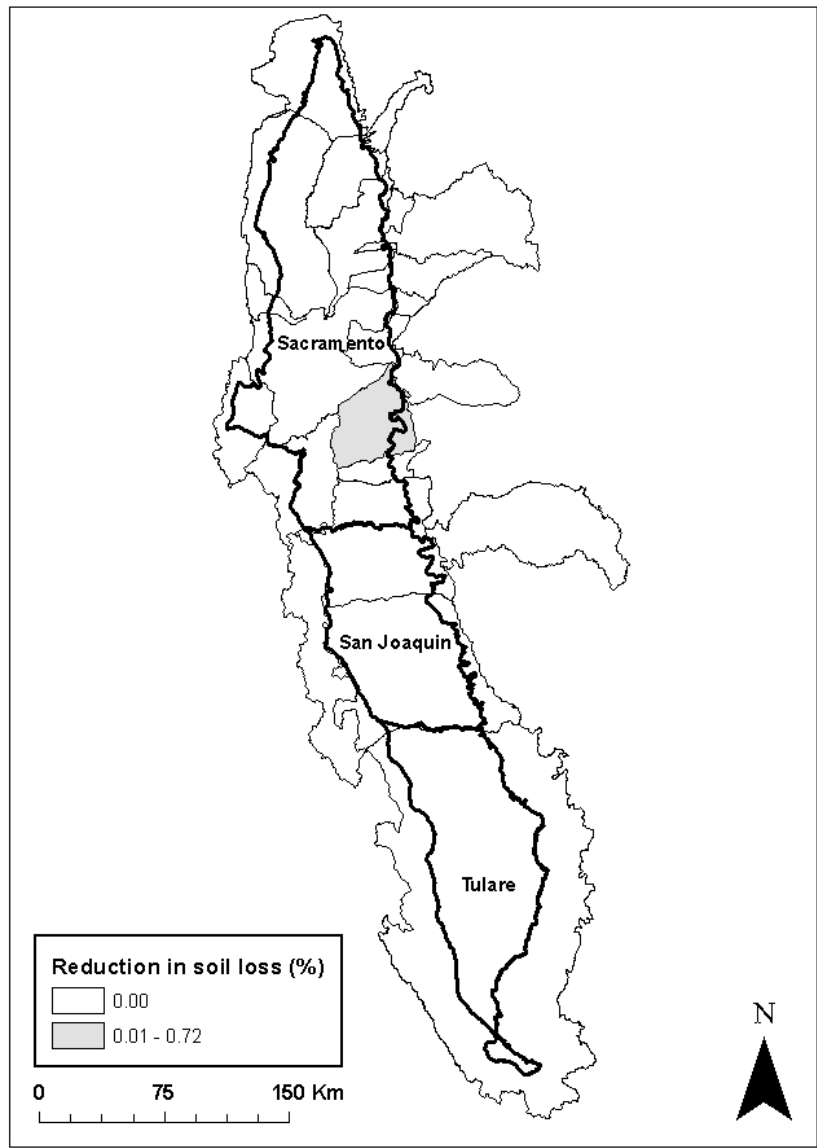 Sacramento
San Joaquin
Tulare
Reduction in soil loss (%)
0.00
0.01 - 0.72
0 75 150 Km
N